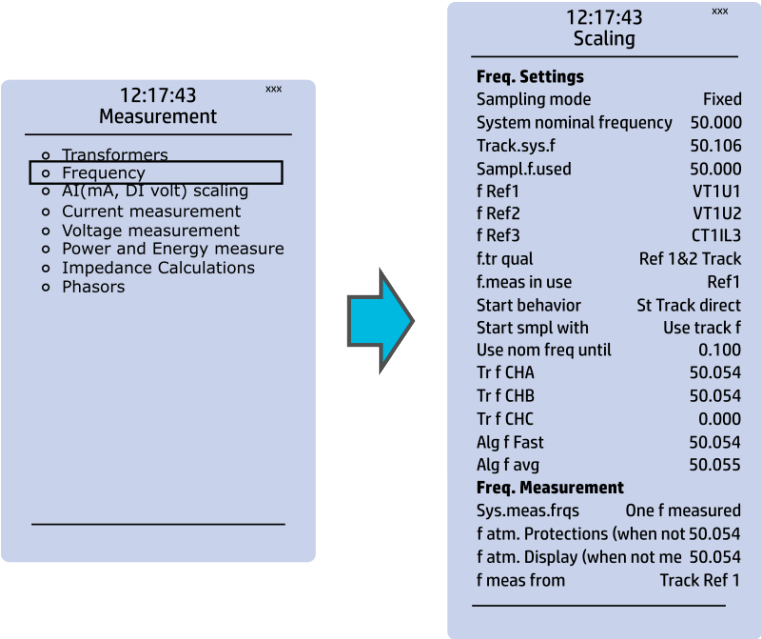 12:17:43 xxx
Measurement
Transformers
Frequency
AI(mA, DI volt) scaling
Current measurement
Voltage measurement
Power and Energy measure
Impedance Calculations
Phasors
12:17:43 xxx
Scaling
Freq. Settings
Sampling mode Fixed
System nominal frequency 50.000
Track.sys.f 50.106
Sampl.f.used 50.000
f Ref1 VT1U1
f Ref2 VT1U2
f Ref3 CT1IL3
f.tr qual Ref 1&2 Track
f.meas in use Ref1
Start behavior St Track direct
Start smpl with Use track f
Use nom freq until 0.100
Tr f CHA 50.054
Tr f CHB 50.054
Tr f CHC 0.000
Alg f Fast 50.054
Alg f avg 50.055
Freq. Measurement
Sys.meas.frqs One f measured
f atm. Protections (when not 50.054
f atm. Display (when not me 50.054
f meas from Track Ref 1